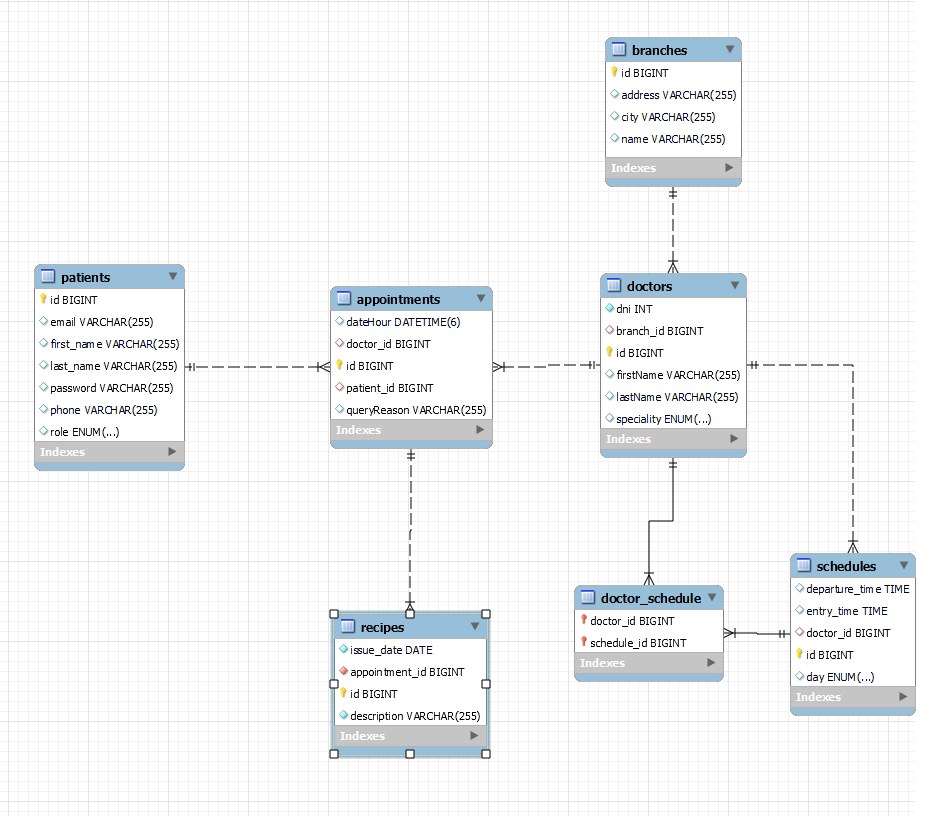 branches
id BIGINT
address VARCHAR(255)
city VARCHAR(255)
name VARCHAR(255)
Indexes
patients
id BIGINT
email VARCHAR(255)
first_name VARCHAR(255)
last_name VARCHAR(255)
password VARCHAR(255)
phone VARCHAR(255)
role ENUM(...)
Indexes
appointments
dateHour DATETIME(6)
doctor_id BIGINT
id BIGINT
patient_id BIGINT
queryReason VARCHAR(255)
Indexes
doctors
dni INT
branch_id BIGINT
id BIGINT
firstName VARCHAR(255)
lastName VARCHAR(255)
speciality ENUM(...)
Indexes
recipes
issue_date DATE
appointment_id BIGINT
id BIGINT
description VARCHAR(255)
Indexes
doctor_schedule
doctor_id BIGINT
schedule_id BIGINT
Indexes
schedules
departure_time TIME
entry_time TIME
doctor_id BIGINT
id BIGINT
day ENUM(...)
Indexes